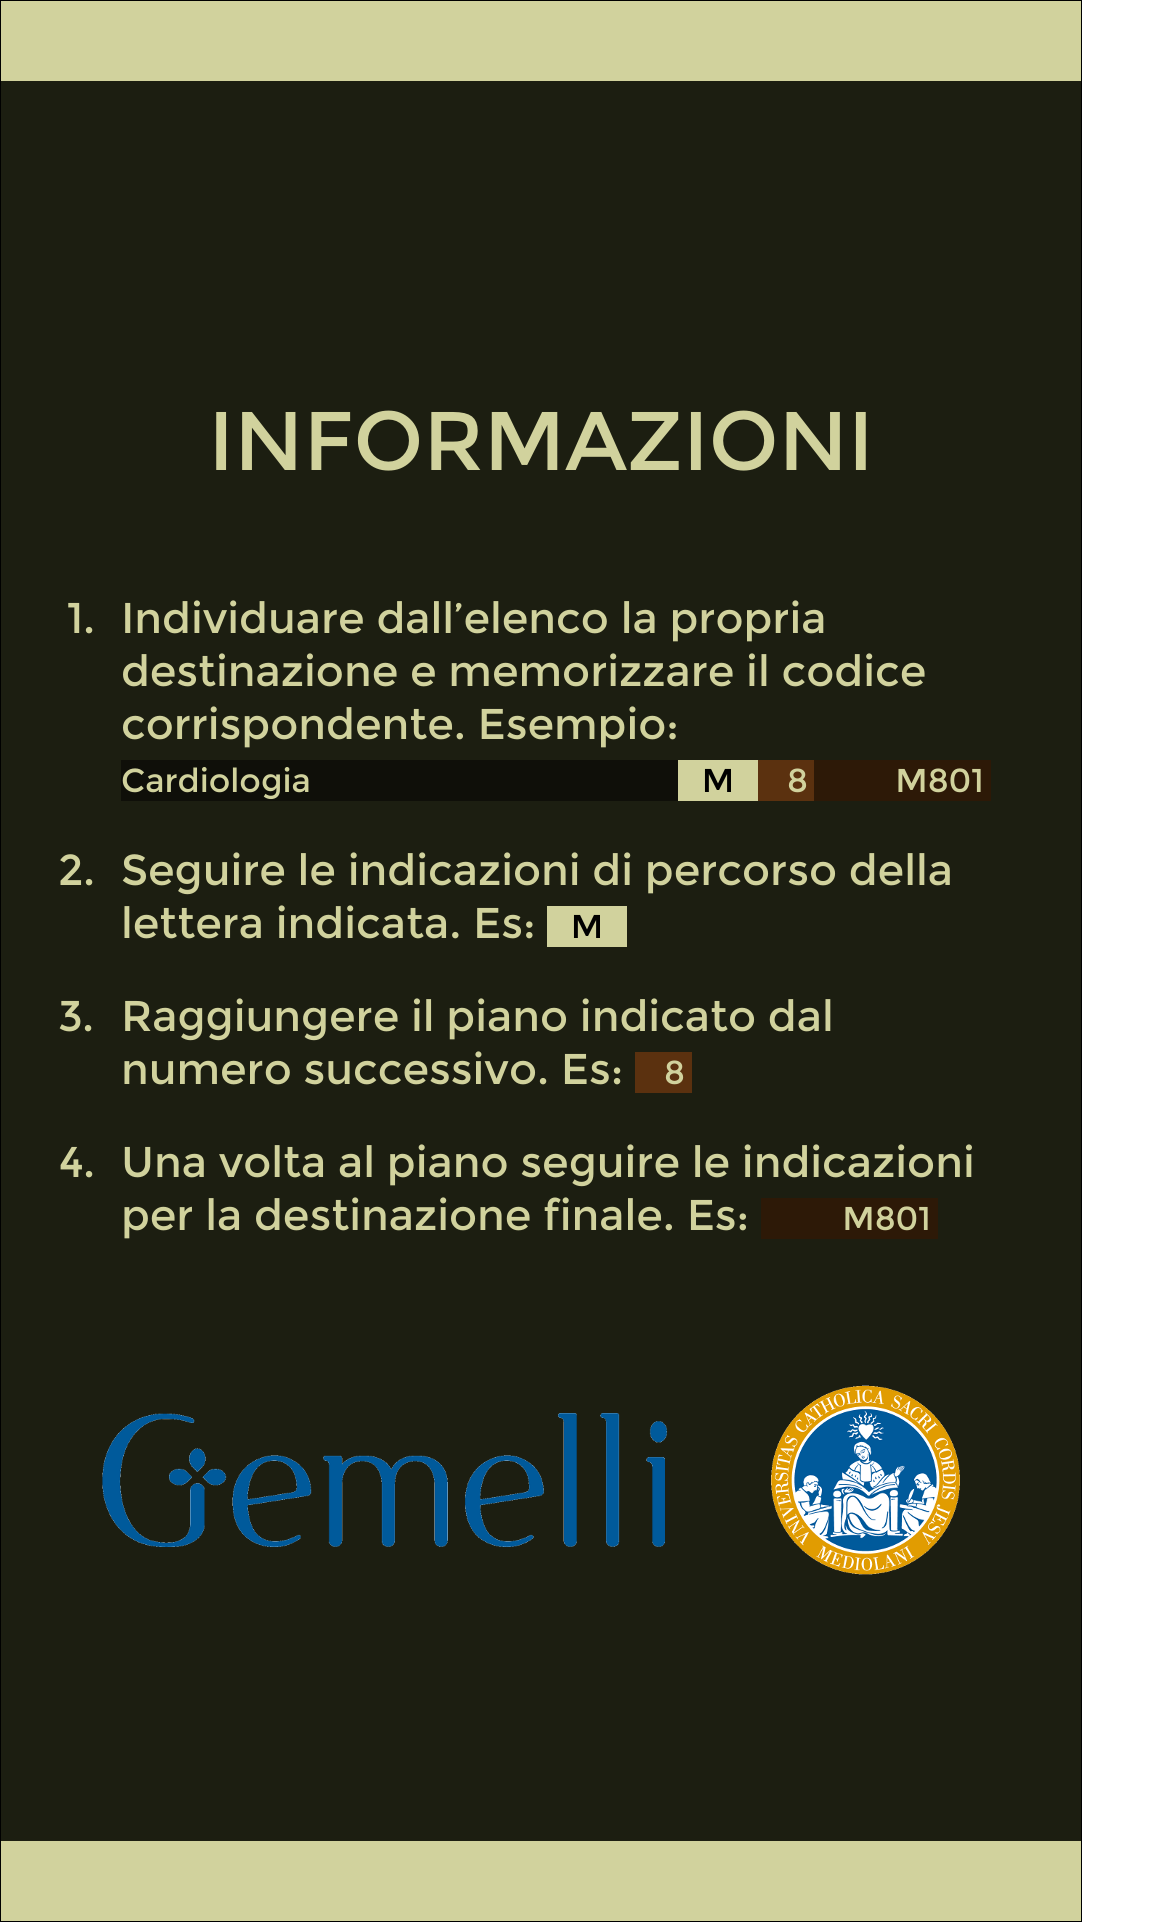 INFORMAZIONI
1. Individuare dall’elenco la propria
destinazione e memorizzare il codice
corrispondente. Esempio:
Cardiologia M 8 M801
2. Seguire le indicazioni di percorso della
lettera indicata. Es: M
3. Raggiungere il piano indicato dal
numero successivo. Es: 8
4. Una volta al piano seguire le indicazioni
per la destinazione finale. Es: M801
Gemelli
VNIVERSITAS CATHOLICA SACRI CORDIS JESV
MEDIOLANI